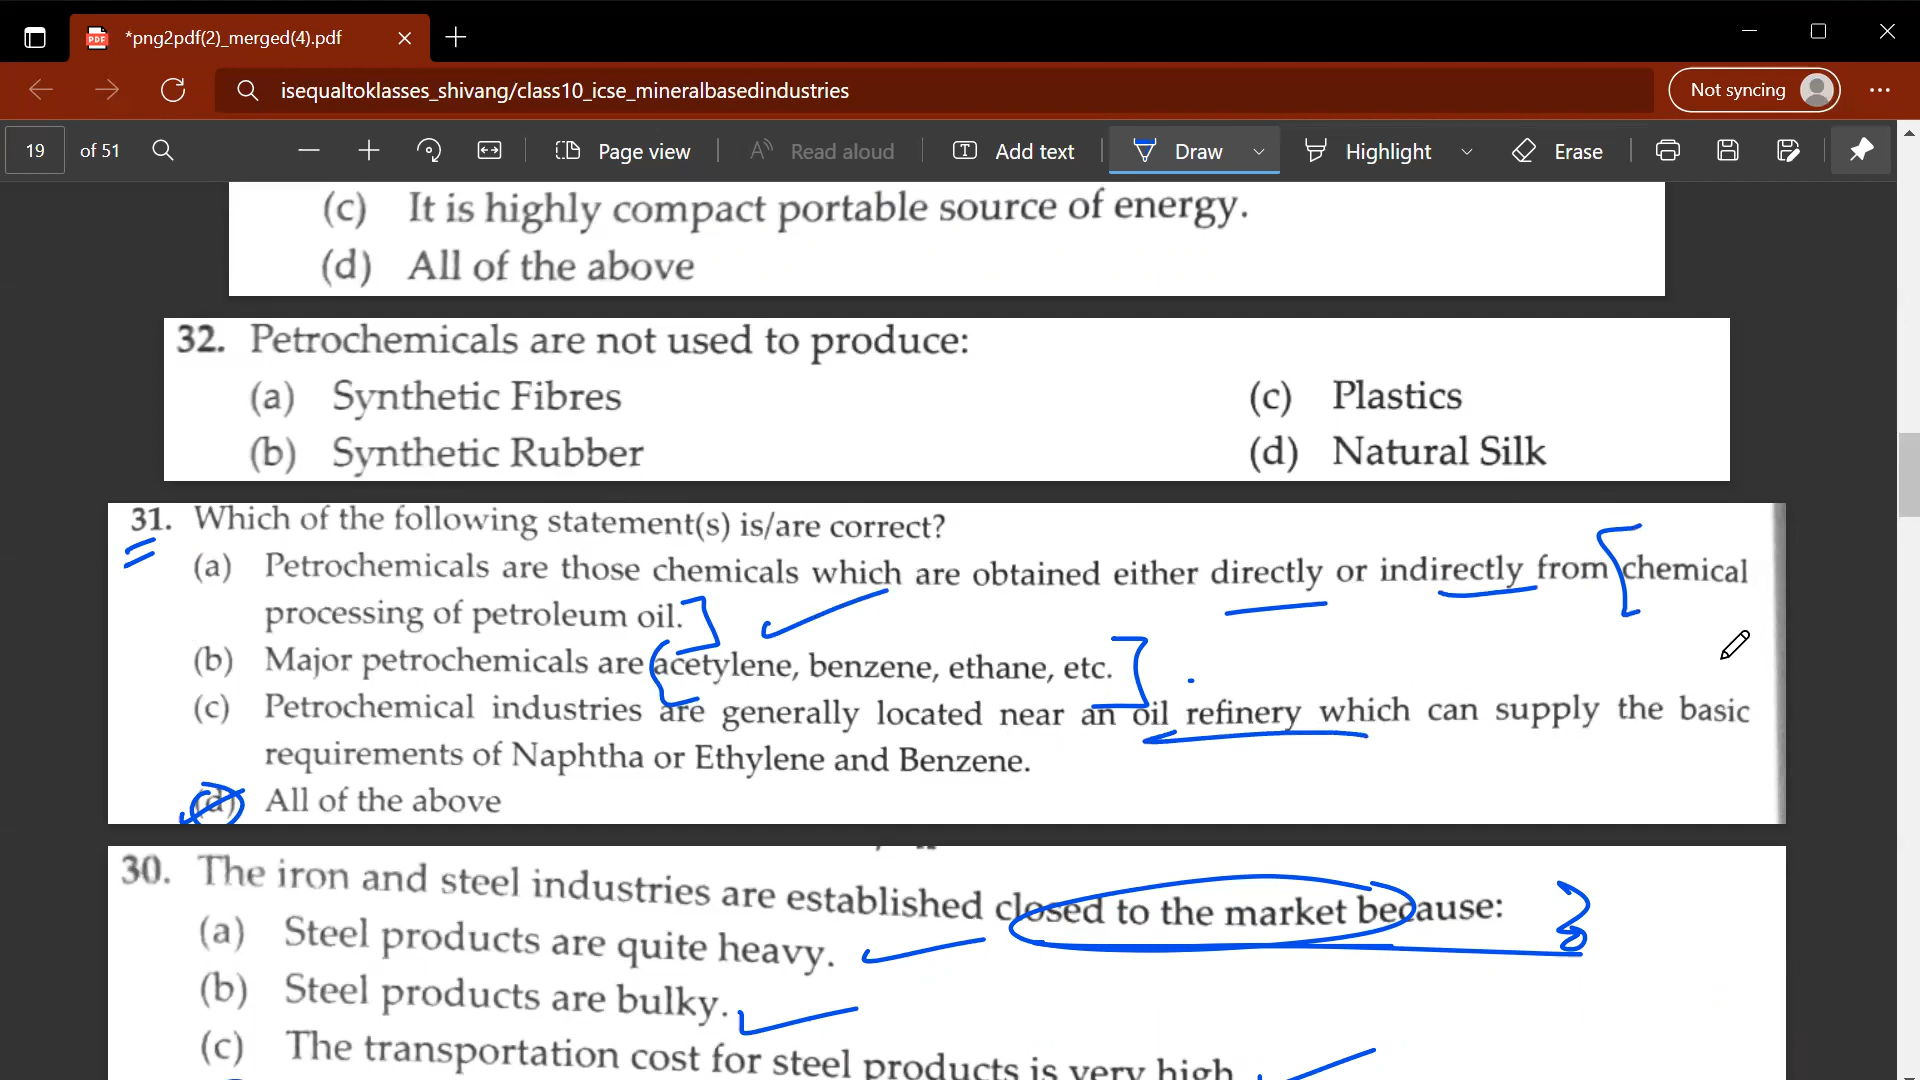 *png2pdf(2)_merged(4).pdf
isequaltoklasses_shivang/class10_icse_mineralbasedindustries
Not syncing
19 of 51
Page view
Read aloud
Add text
Draw
Highlight
Erase
(c) It is highly compact portable source of energy.
(d) All of the above
32. Petrochemicals are not used to produce:
(a) Synthetic Fibres (c) Plastics
(b) Synthetic Rubber (d) Natural Silk
31. Which of the following statement(s) is/are correct?
(a) Petrochemicals are those chemicals which are obtained either directly or indirectly from chemical
processing of petroleum oil.
(b) Major petrochemicals are acetylene, benzene, ethane, etc.
(c) Petrochemical industries are generally located near an oil refinery which can supply the basic
requirements of Naphtha or Ethylene and Benzene.
(d) All of the above
30. The iron and steel industries are established closed to the market because:
(a) Steel products are quite heavy.
(b) Steel products are bulky.
(c) The transportation cost for steel products is very high